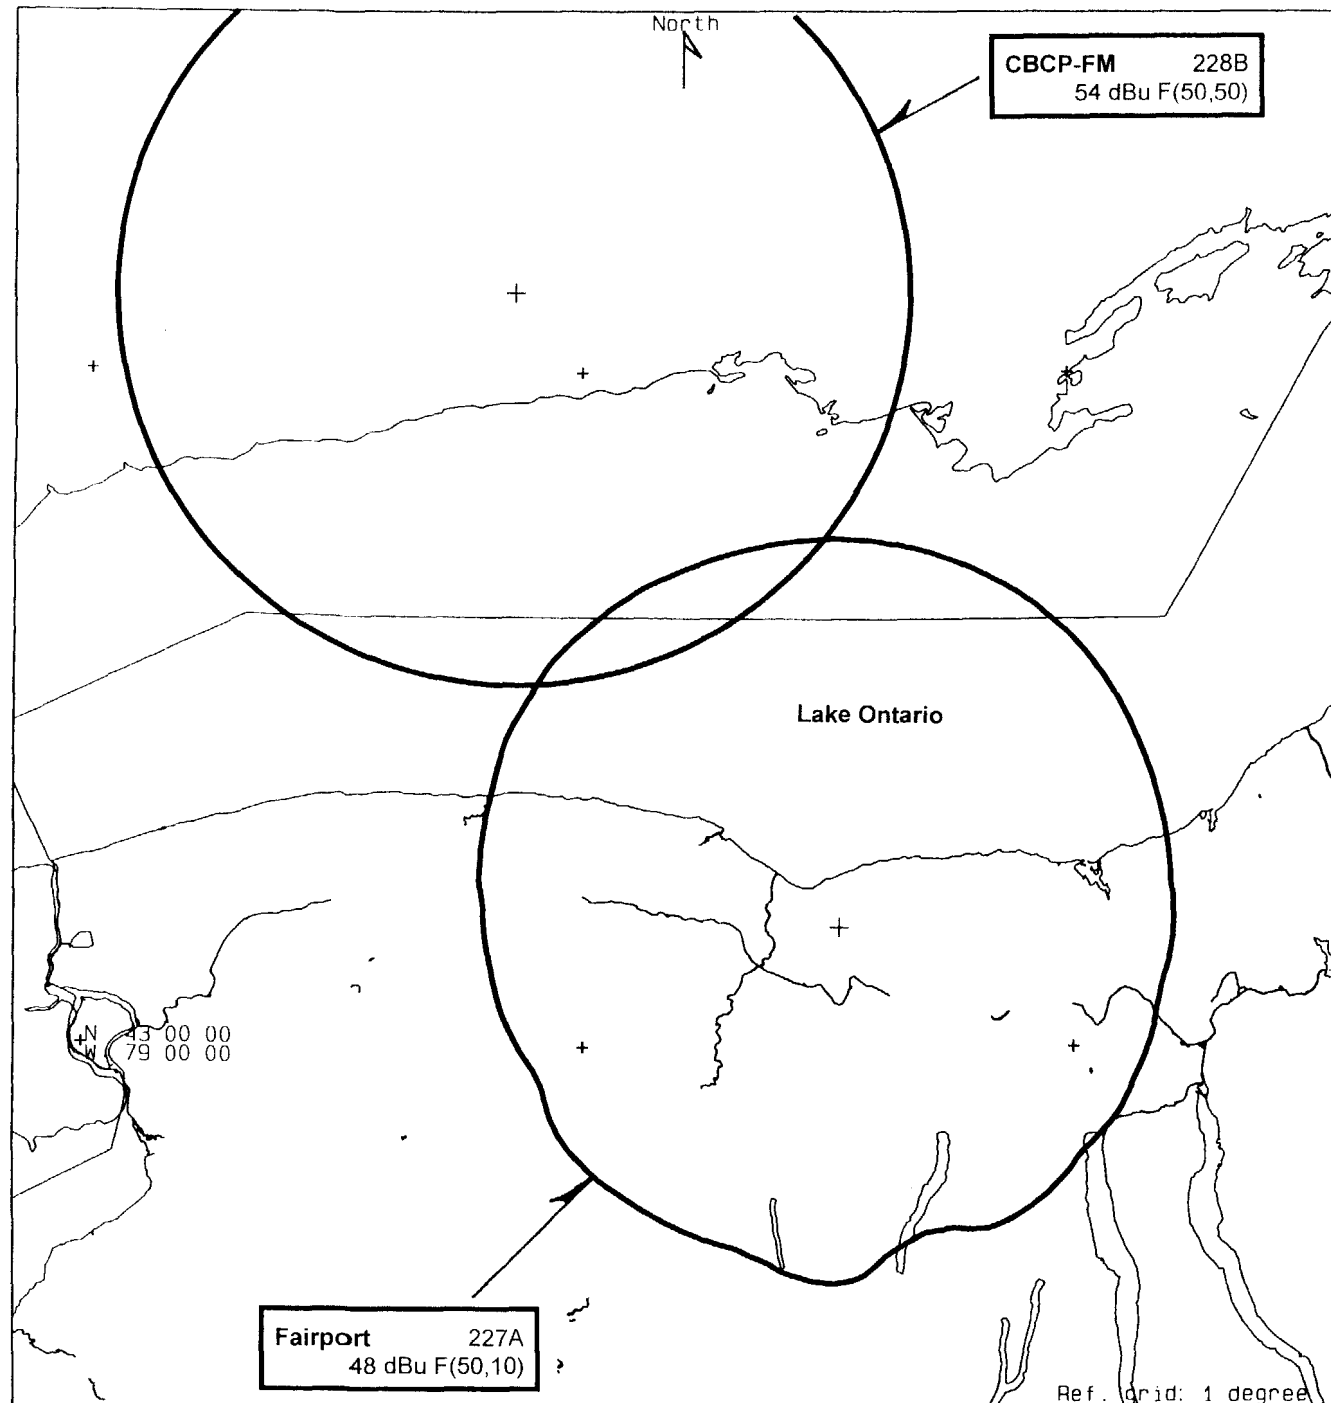 North
CBCP-FM 228B
54 dBu F(50,50)
Lake Ontario
N 43 00 00
W 79 00 00
Fairport 227A
48 dBu F(50,10)
Ref. grid: 1 degree